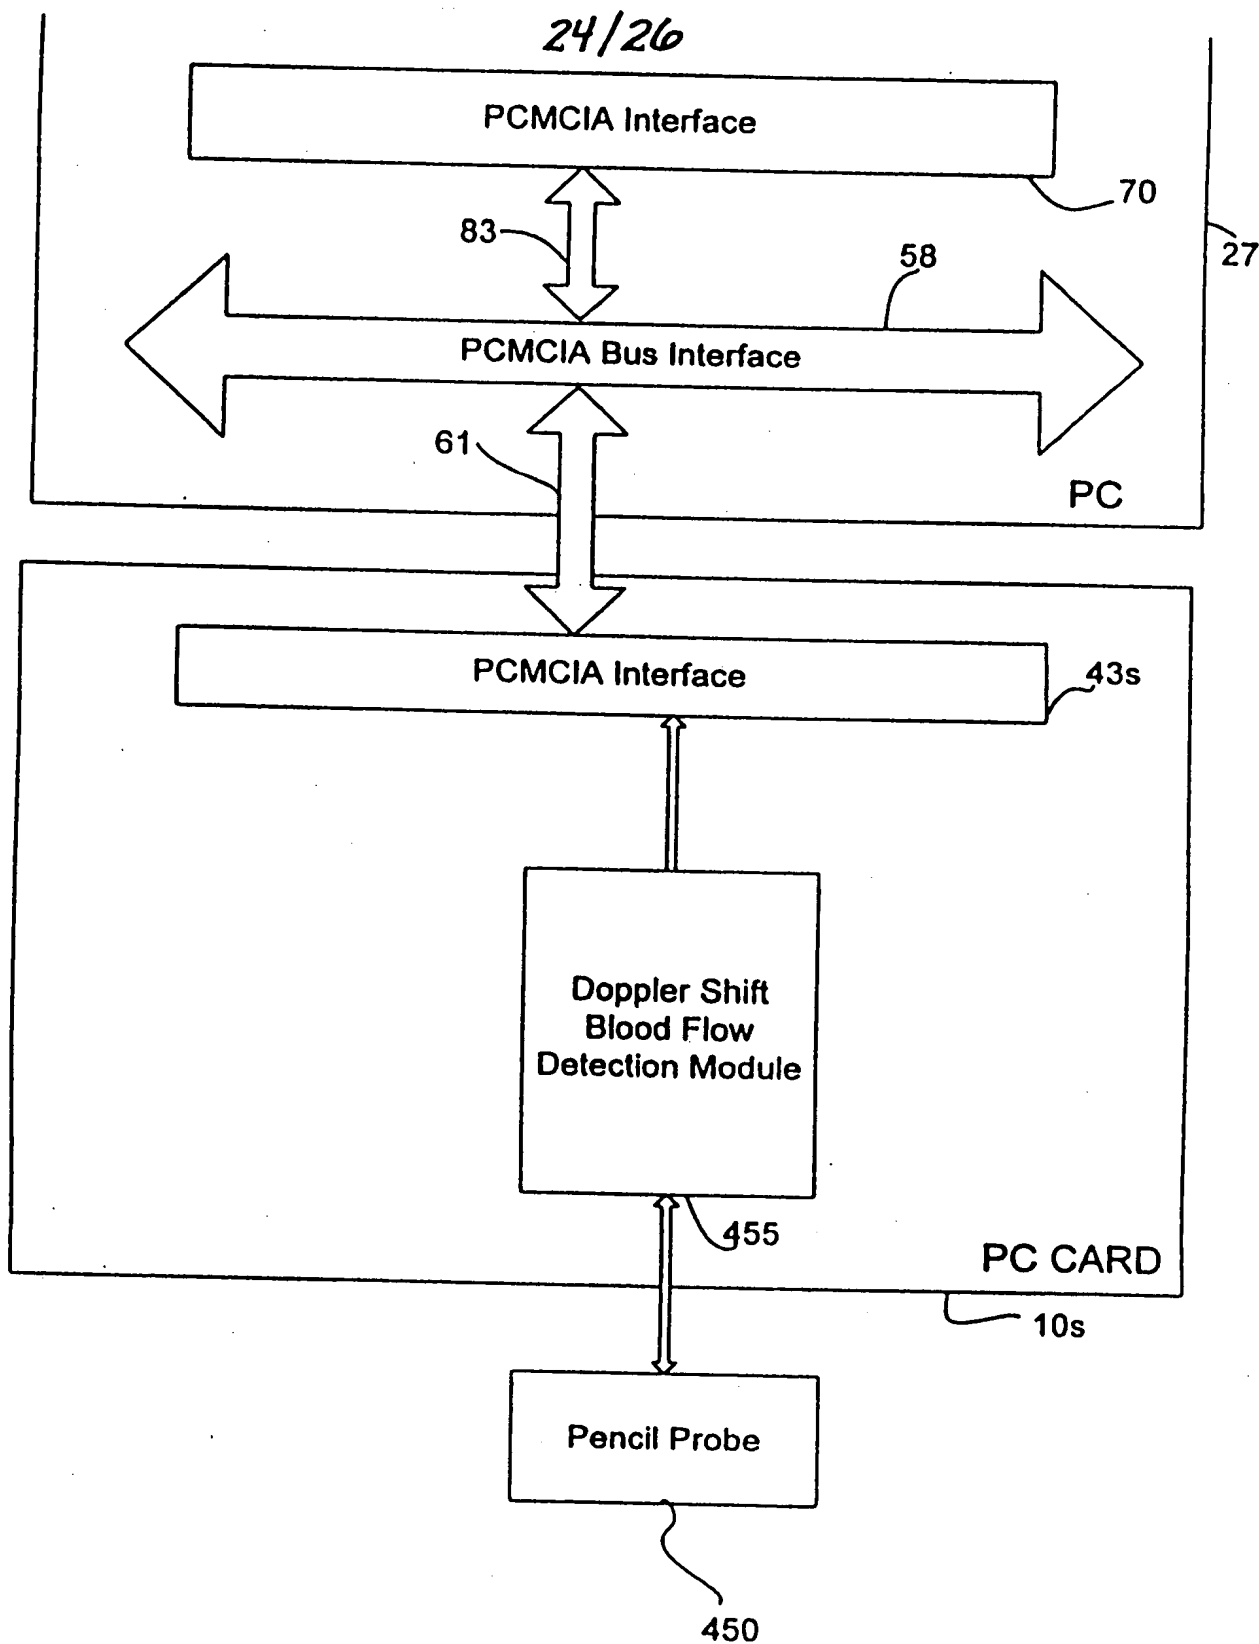 24/26
PCMCIA Interface
70
83
27
58
PCMCIA Bus Interface
61
PC
PCMCIA Interface
43s
Doppler Shift
Blood Flow
Detection Module
455
PC CARD
10s
Pencil Probe
450